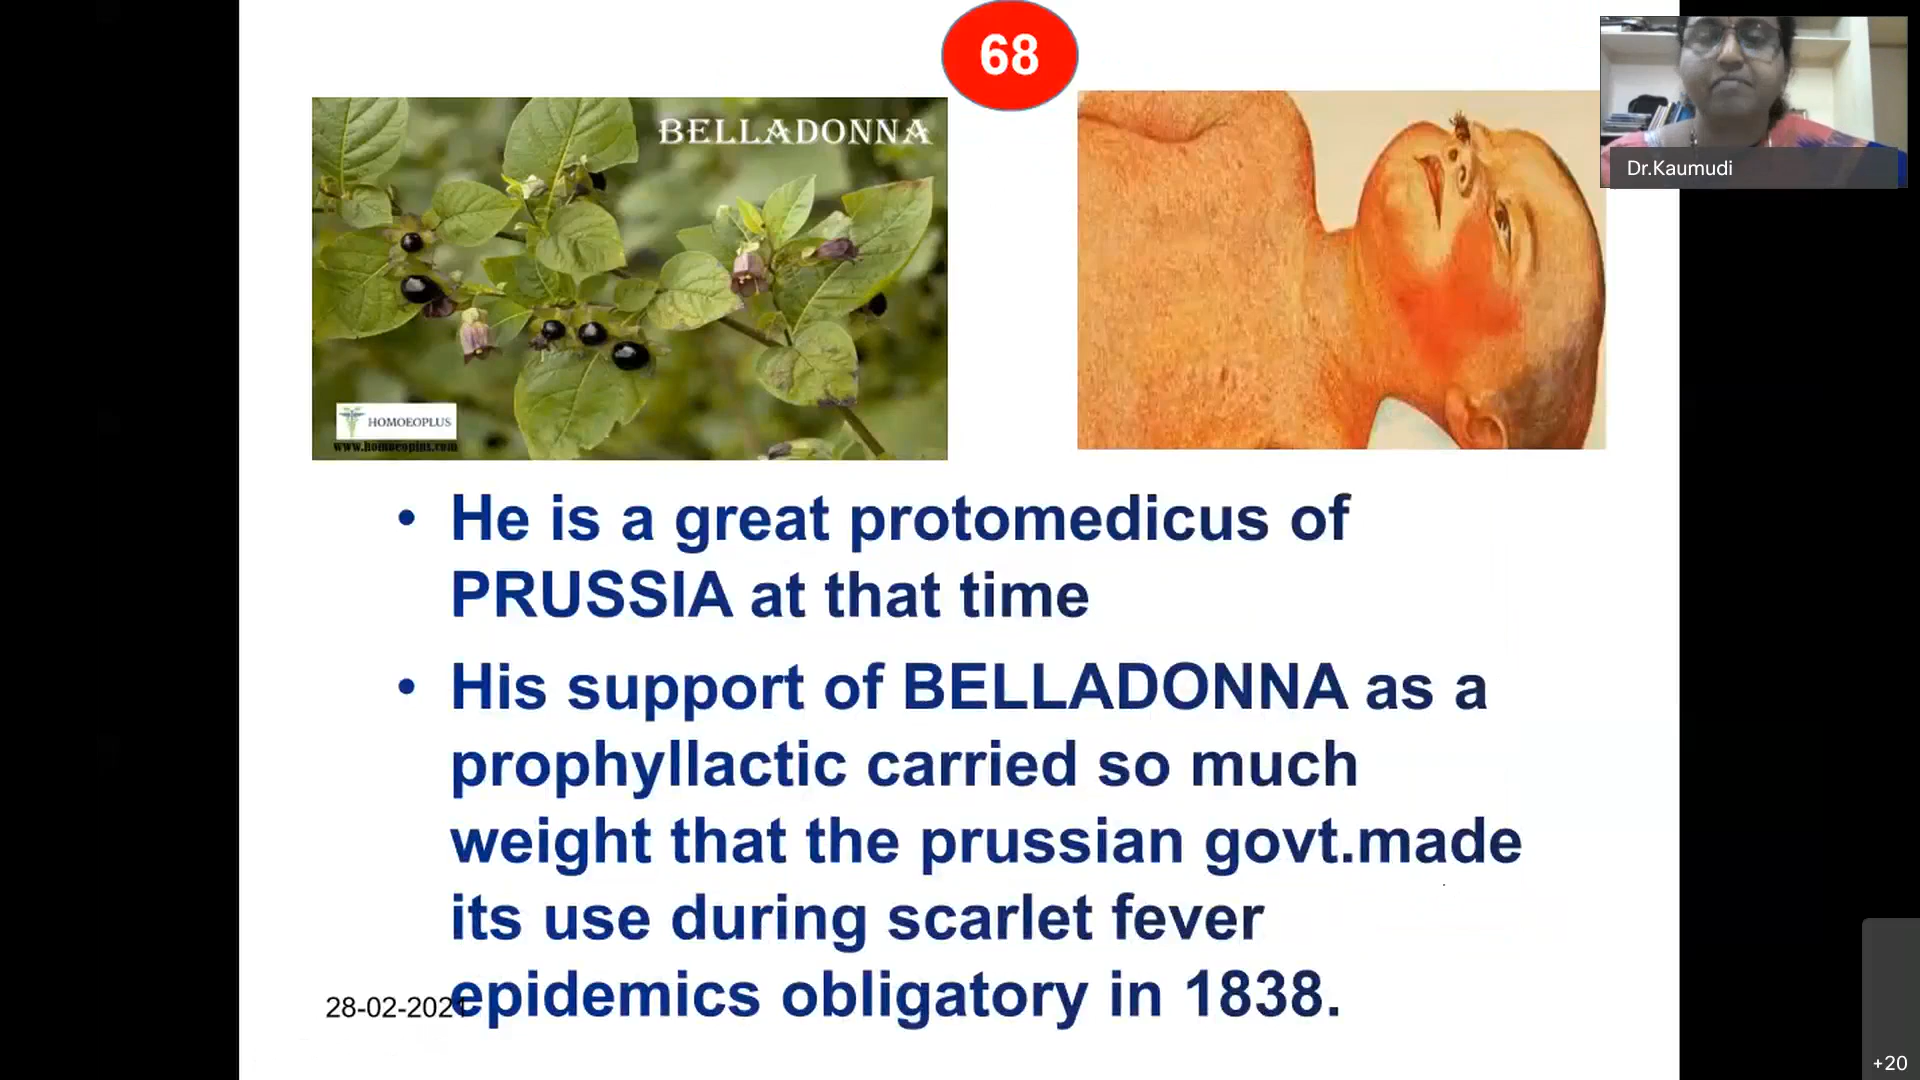 68
BELLADONNA
HOMOEOPLUS
www.homoeoplus.com
Dr.Kaumudi
• He is a great protomedicus of
PRUSSIA at that time
• His support of BELLADONNA as a
prophyllactic carried so much
weight that the prussian govt.made
its use during scarlet fever
epidemics obligatory in 1838.
28-02-2021
+20